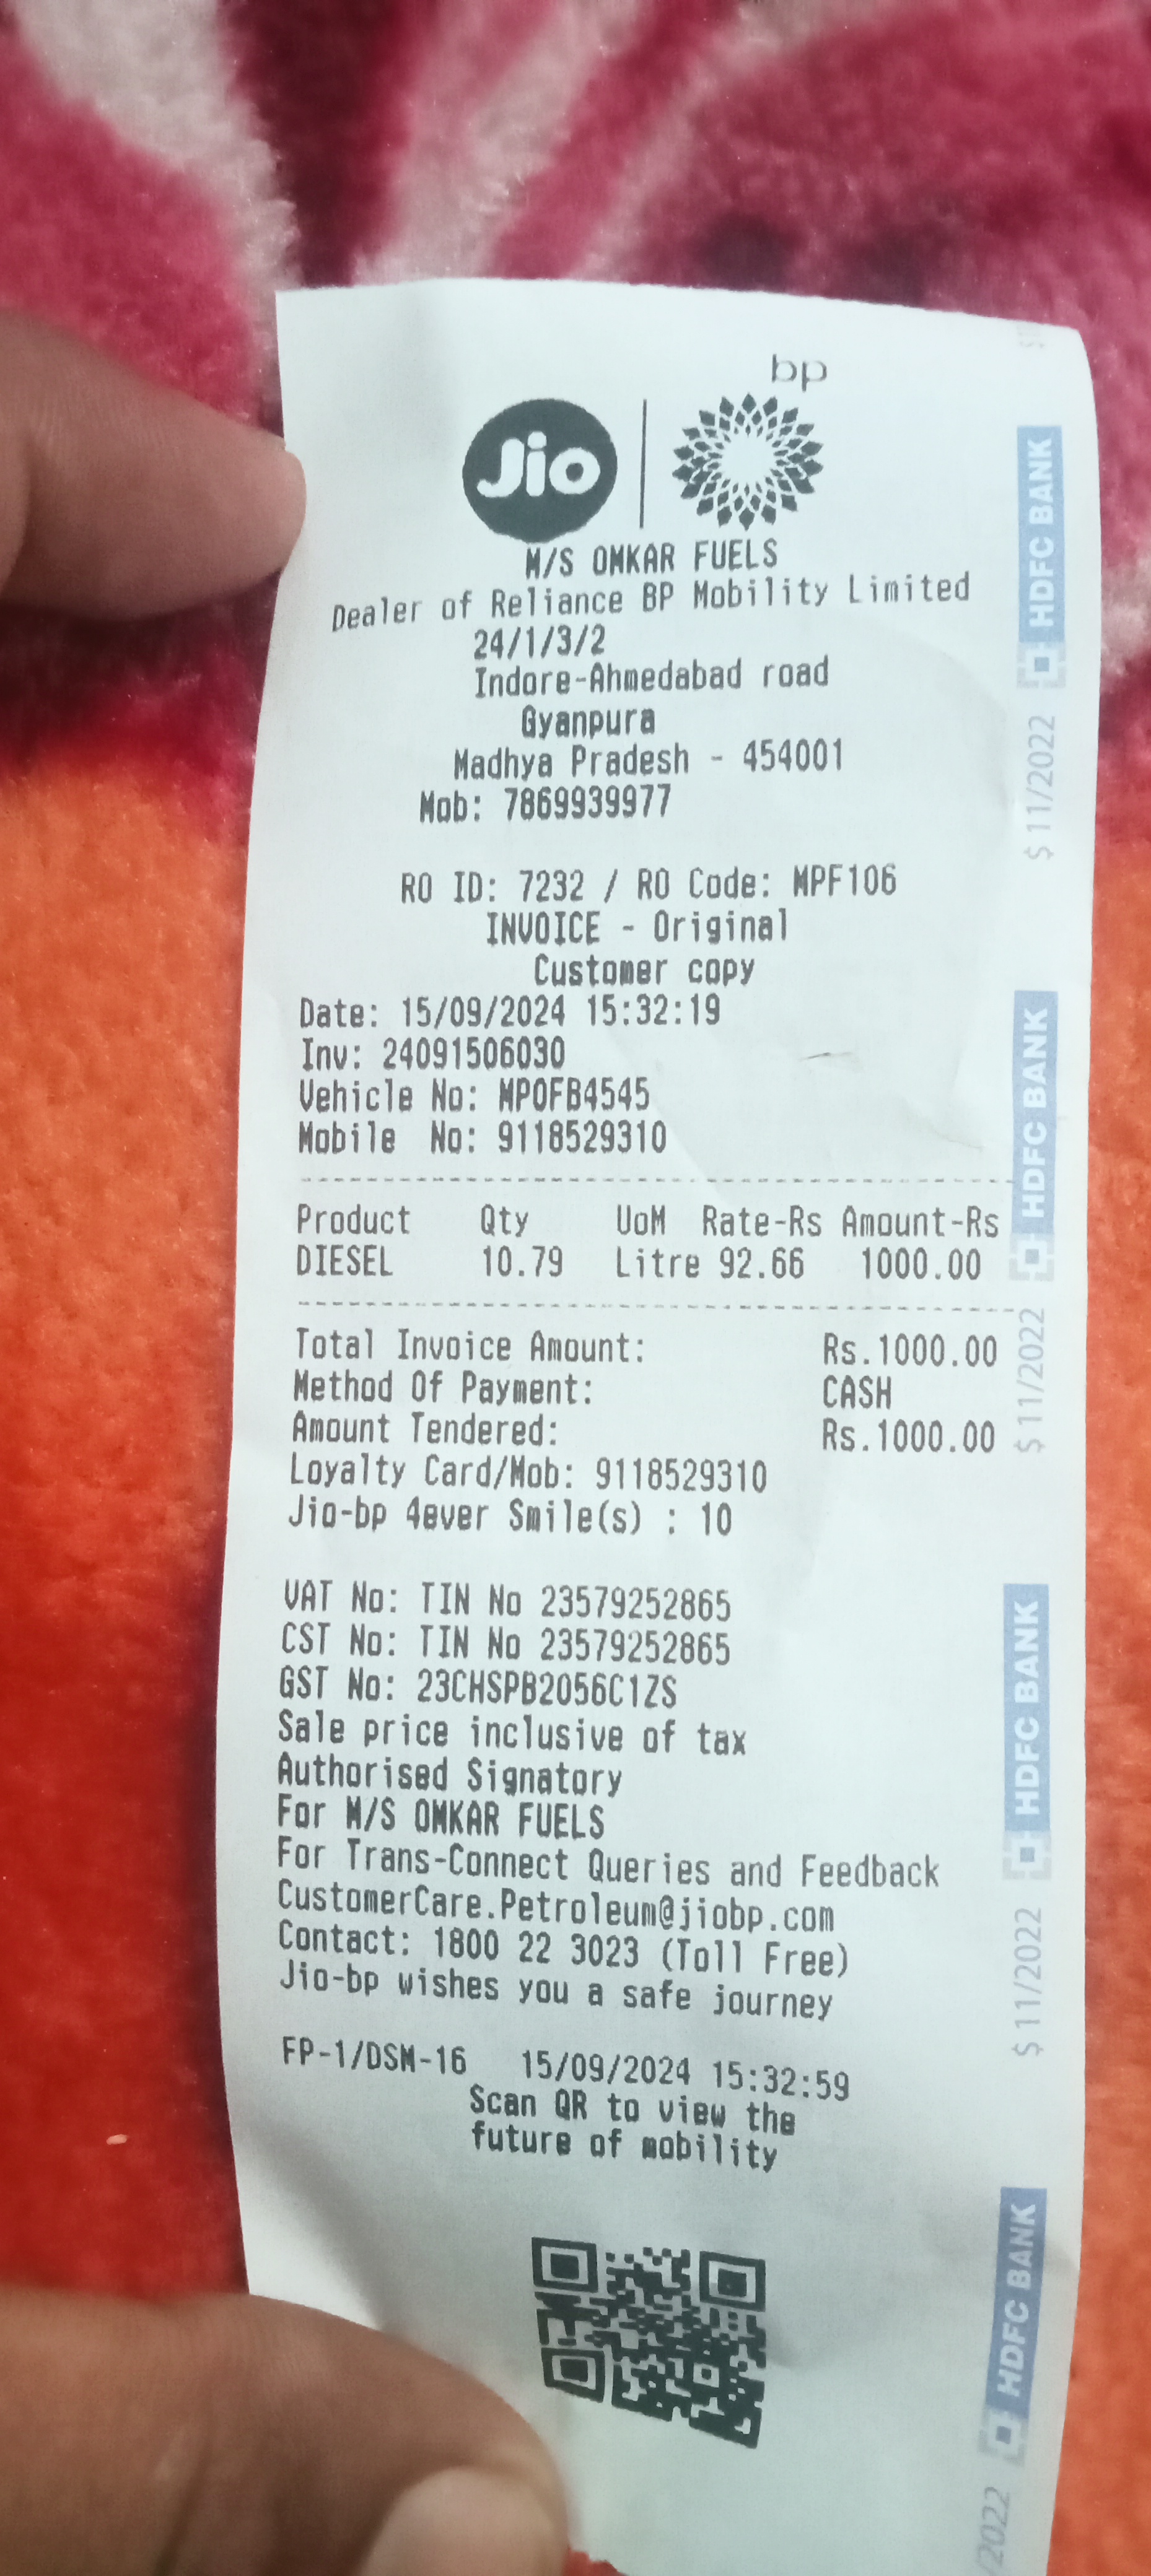 bp
Jio
M/S OMKAR FUELS
Dealer of Reliance BP Mobility Limited
24/1/3/2
Indore-Ahmedabad road
Gyanpura
Madhya Pradesh - 454001
Mob: 7869939977
RO ID: 7232 / RO Code: MPF106
INVOICE - Original
Customer copy
Date: 15/09/2024 15:32:19
Inv: 24091506030
Vehicle No: MPOFB4545
Mobile No: 9118529310
Product Qty UoM Rate-Rs Amount-Rs
DIESEL 10.79 Litre 92.66 1000.00
Total Invoice Amount: Rs.1000.00
Method Of Payment: CASH
Amount Tendered: Rs.1000.00
Loyalty Card/Mob: 9118529310
Jio-bp 4ever Smile(s) : 10
VAT No: TIN No 23579252865
CST No: TIN No 23579252865
GST No: 23CHSPB2056C1ZS
Sale price inclusive of tax
Authorised Signatory
For M/S OMKAR FUELS
For Trans-Connect Queries and Feedback
CustomerCare.Petroleum@jiobp.com
Contact: 1800 22 3023 (Toll Free)
Jio-bp wishes you a safe journey
FP-1/DSM-16 15/09/2024 15:32:59
Scan QR to view the
future of mobility
HDFC BANK
$ 11/2022
HDFC BANK
$ 11/2022
HDFC BANK
$ 11/2022
HDFC BANK
/2022